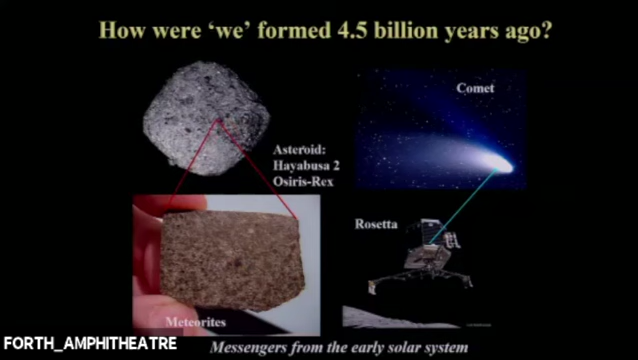 How were ‘we’ formed 4.5 billion years ago?
Comet
Asteroid:
Hayabusa 2
Osiris-Rex
Rosetta
Meteorites
FORTH_AMPHITHEATRE
Messengers from the early solar system